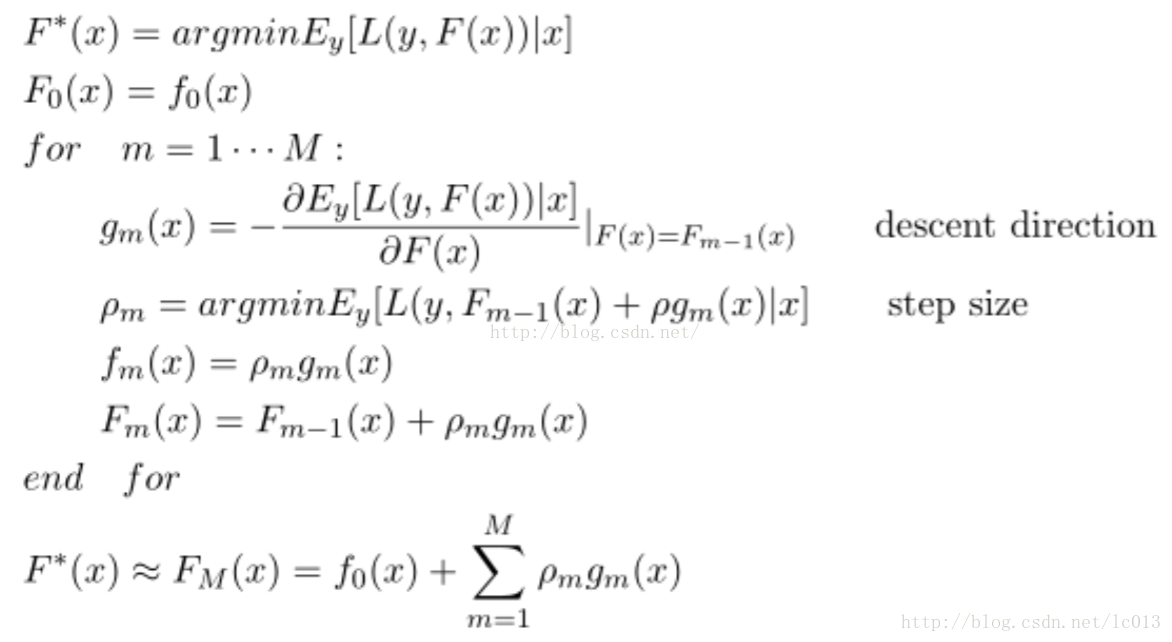 F*(x) = argminE_y[L(y, F(x))|x]
F_0(x) = f_0(x)
for m = 1 ⋯ M :
g_m(x) = −∂E_y[L(y, F(x))|x]/∂F(x) |_{F(x)=F_{m−1}(x)} descent direction
ρ_m = argminE_y[L(y, F_{m−1}(x) + ρg_m(x)|x] step size
http://blog.csdn.net/
f_m(x) = ρ_m g_m(x)
F_m(x) = F_{m−1}(x) + ρ_m g_m(x)
end for
F*(x) ≈ F_M(x) = f_0(x) + ∑_{m=1}^{M} ρ_m g_m(x)
http://blog.csdn.net/lc013